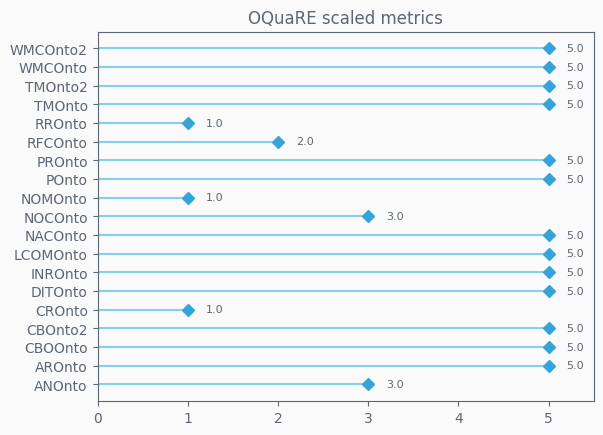 OQuaRE scaled metrics
WMCOnto2 5.0
WMCOnto 5.0
TMOnto2 5.0
TMOnto 5.0
RROnto 1.0
RFCOnto 2.0
PROnto 5.0
POnto 5.0
NOMOnto 1.0
NOCOnto 3.0
NACOnto 5.0
LCOMOnto 5.0
INROnto 5.0
DITOnto 5.0
CROnto 1.0
CBOnto2 5.0
CBOOnto 5.0
AROnto 5.0
ANOnto 3.0
0 1 2 3 4 5